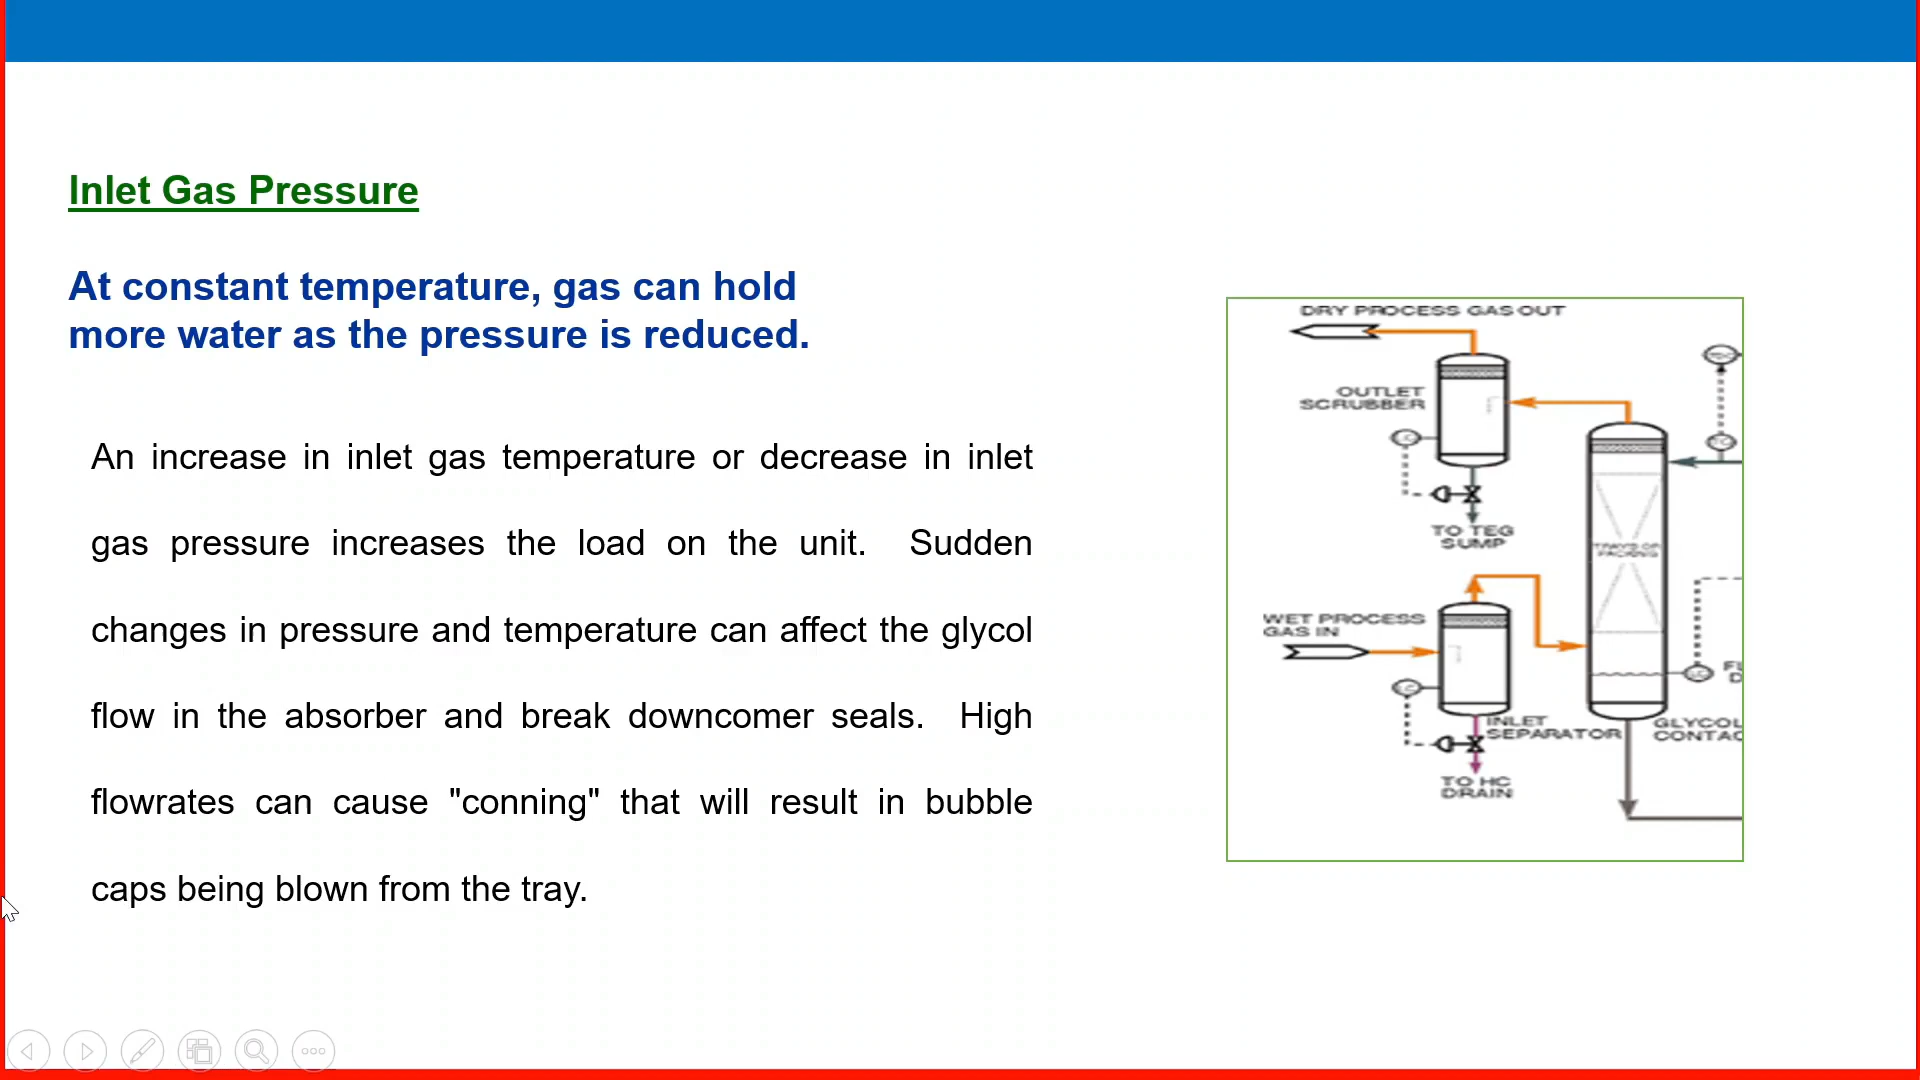 Inlet Gas Pressure
At constant temperature, gas can hold
more water as the pressure is reduced.
An increase in inlet gas temperature or decrease in inlet
gas pressure increases the load on the unit. Sudden
changes in pressure and temperature can affect the glycol
flow in the absorber and break downcomer seals. High
flowrates can cause "conning" that will result in bubble
caps being blown from the tray.
DRY PROCESS GAS OUT
OUTLET
SCRUBBER
TO TEG
SUMP
TRAYS OR
PACKING
WET PROCESS
GAS IN
INLET
SEPARATOR
GLYCOL
CONTAC
TO HC
DRAIN